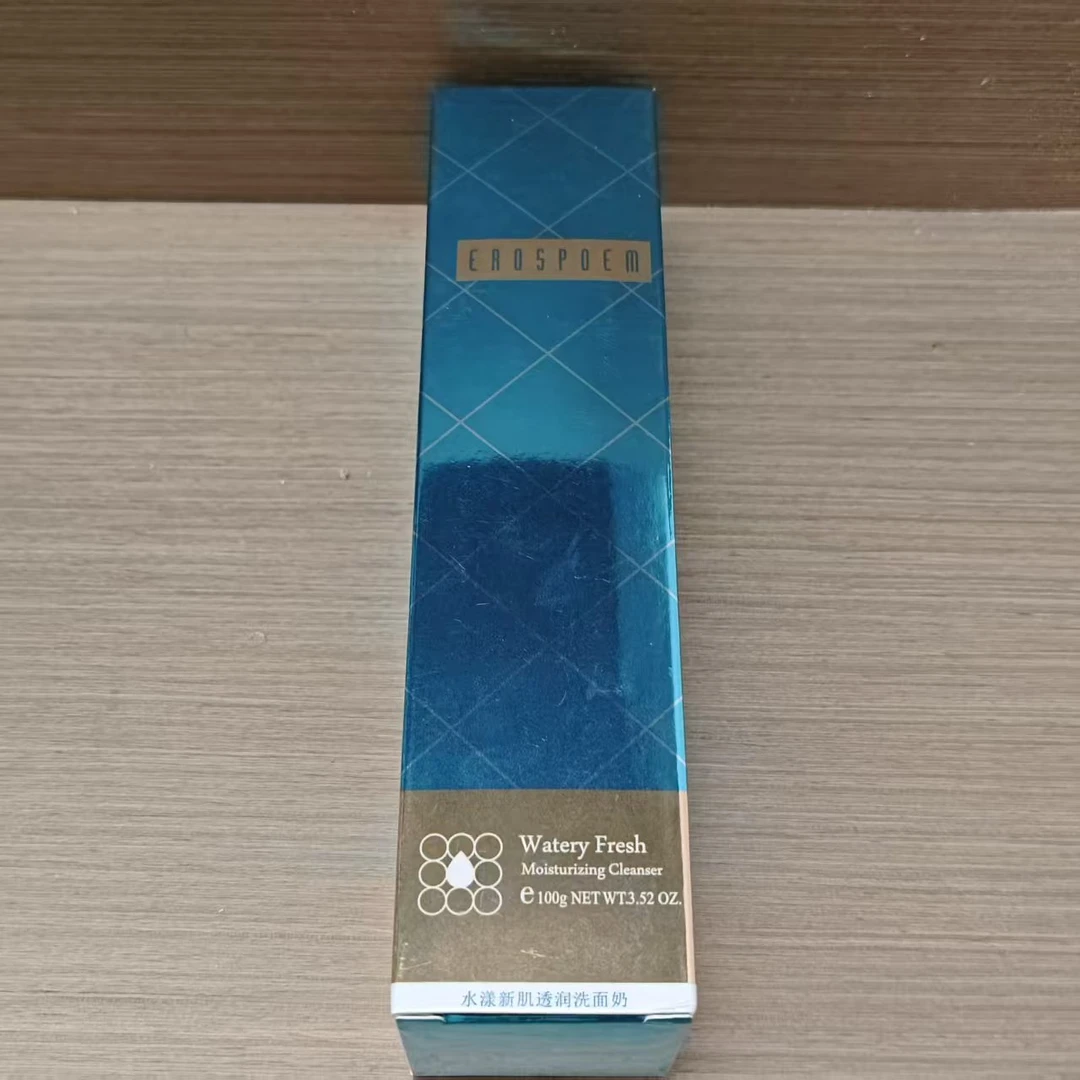 EROSPOEM
Watery Fresh
Moisturizing Cleanser
e 100g NET WT.3.52 OZ.
水漾新肌透润洗面奶